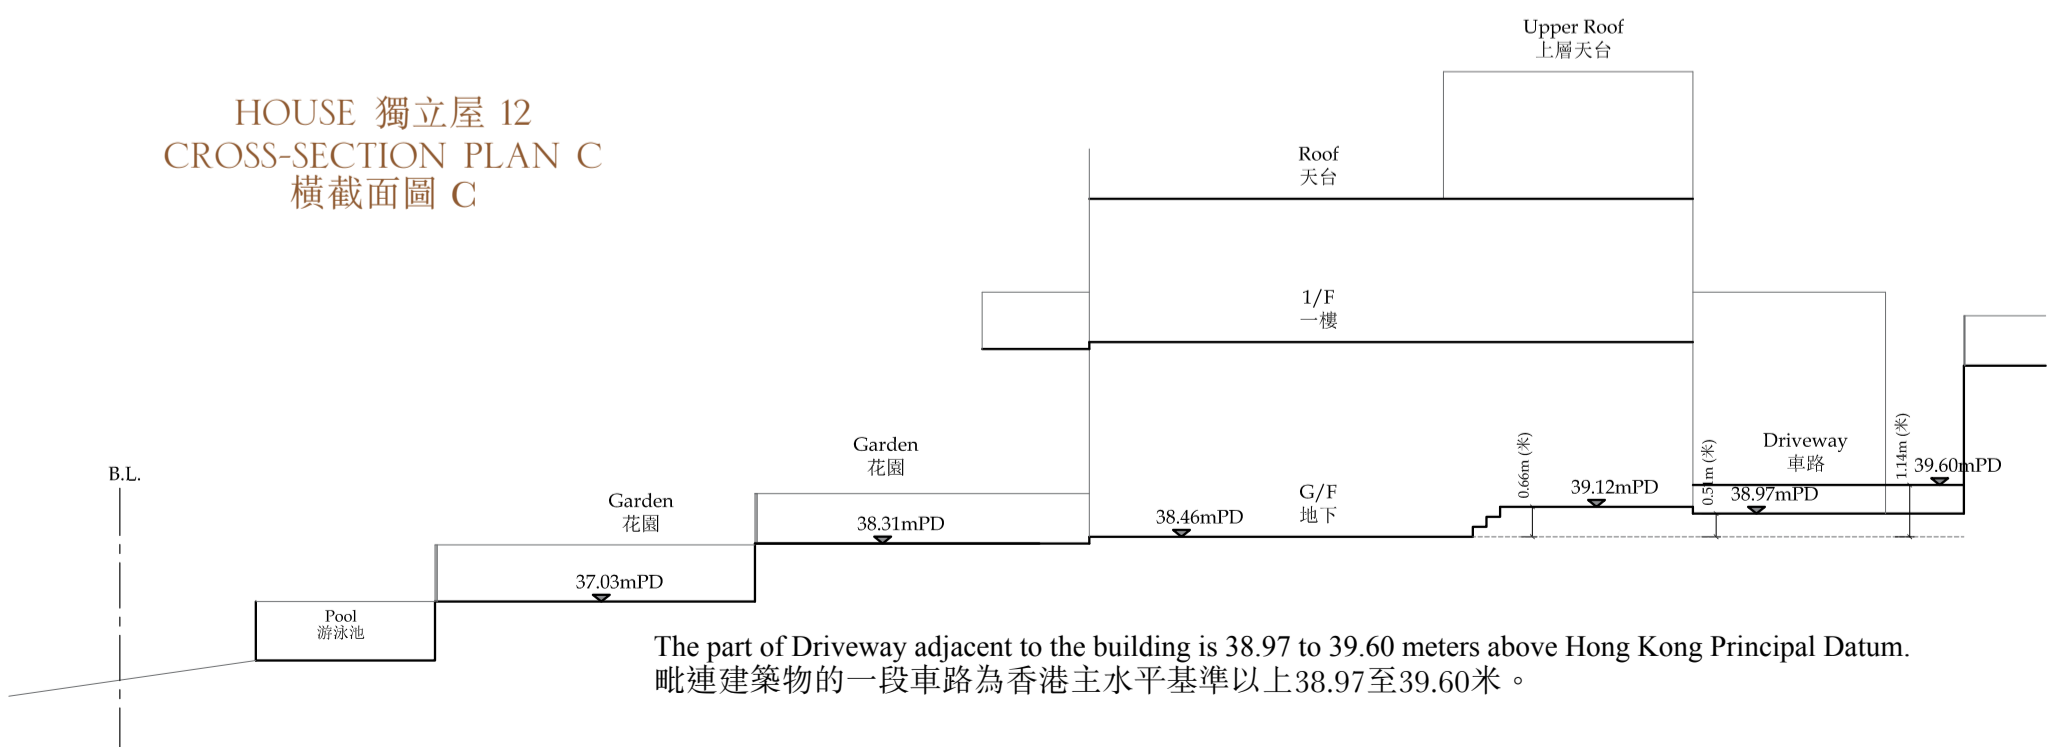 HOUSE 獨立屋 12
CROSS-SECTION PLAN C
橫截面圖 C
Upper Roof
上層天台
Roof
天台
1/F
一樓
Garden
花園
Driveway
車路
0.66m (米)
0.51m (米)
1.14m (米)
39.60mPD
B.L.
Garden
花園
G/F
地下
39.12mPD
38.97mPD
38.31mPD
38.46mPD
37.03mPD
Pool
游泳池
The part of Driveway adjacent to the building is 38.97 to 39.60 meters above Hong Kong Principal Datum.
毗連建築物的一段車路為香港主水平基準以上38.97至39.60米。